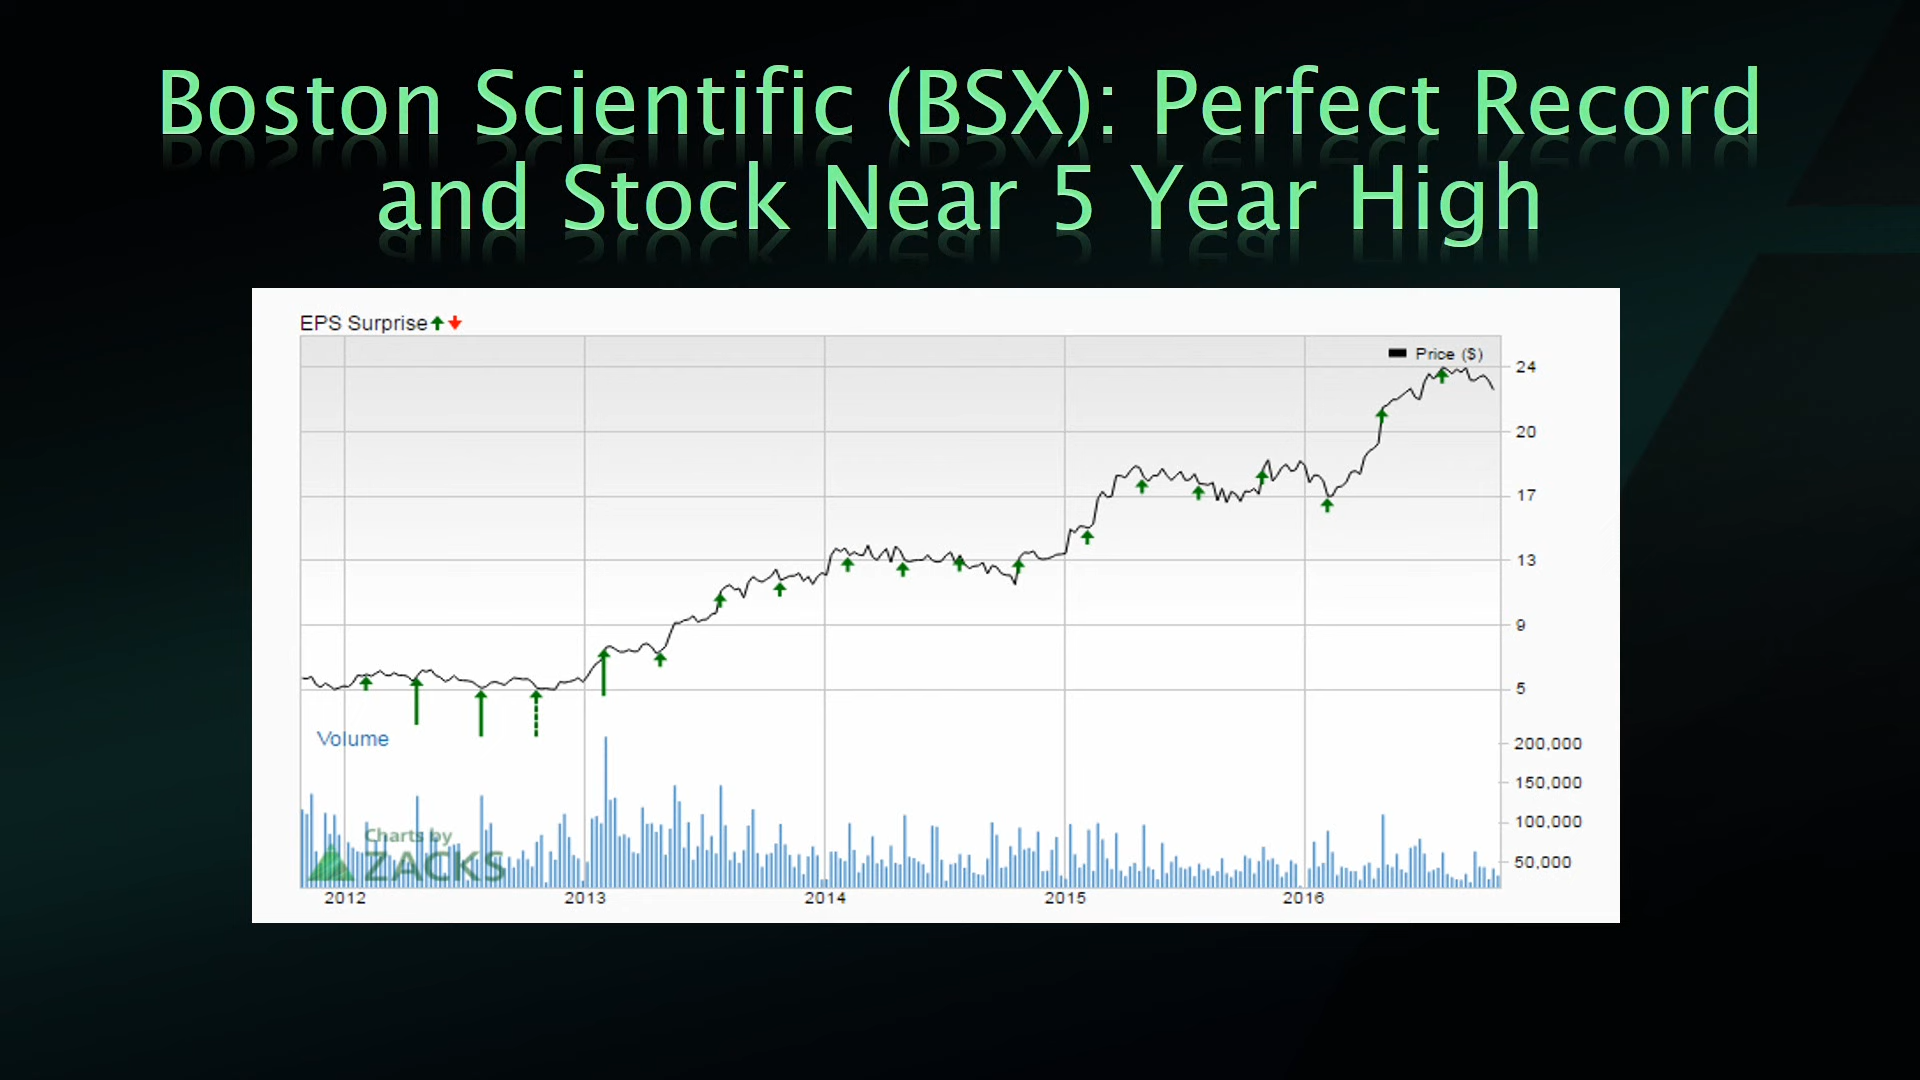 Boston Scientific (BSX): Perfect Record
and Stock Near 5 Year High
EPS Surprise
Price ($)
24
20
17
13
9
5
Volume
200,000
150,000
100,000
50,000
Charts by
ZACKS
2012 2013 2014 2015 2016